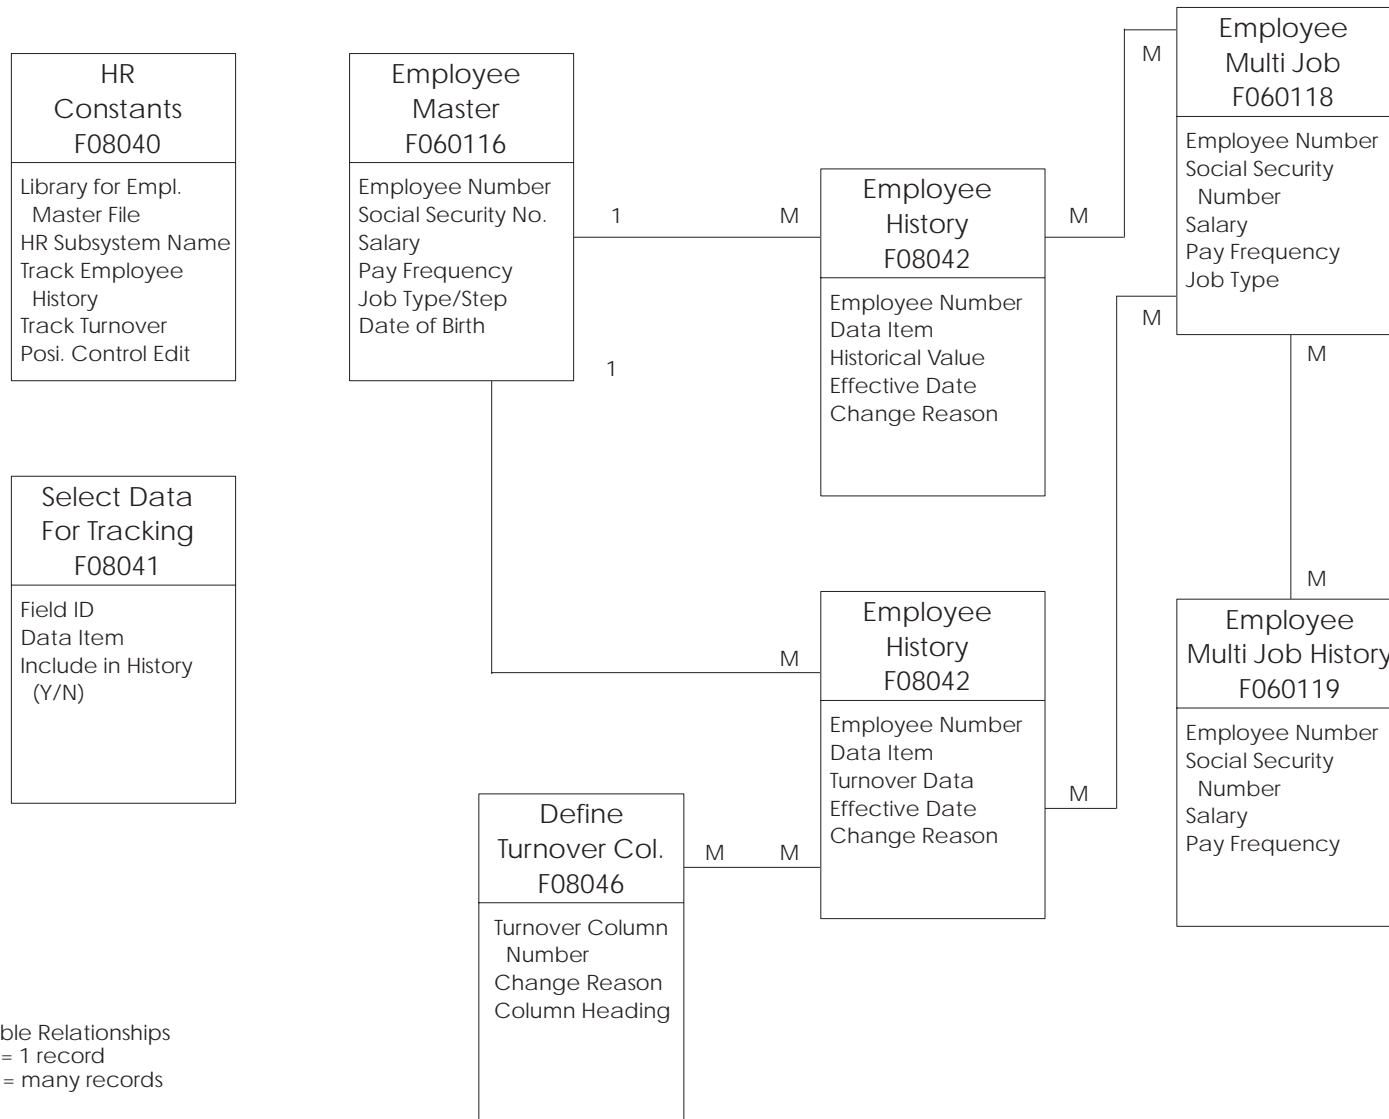 HR
Constants
F08040
Library for Empl.
Master File
HR Subsystem Name
Track Employee
History
Track Turnover
Posi. Control Edit
Employee
Master
F060116
Employee Number
Social Security No.
Salary
Pay Frequency
Job Type/Step
Date of Birth
1
M
1
Employee
History
F08042
Employee Number
Data Item
Historical Value
Effective Date
Change Reason
M
M
Employee
Multi Job
F060118
Employee Number
Social Security
Number
Salary
Pay Frequency
Job Type
M
M
M
Select Data
For Tracking
F08041
Field ID
Data Item
Include in History
(Y/N)
M
Employee
History
F08042
Employee Number
Data Item
Turnover Data
Effective Date
Change Reason
M
Employee
Multi Job History
F060119
Employee Number
Social Security
Number
Salary
Pay Frequency
Define
Turnover Col.
F08046
Turnover Column
Number
Change Reason
Column Heading
M
M
ble Relationships
= 1 record
= many records